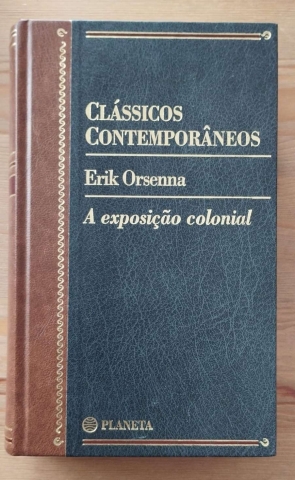 CLÁSSICOS
CONTEMPORÂNEOS
Erik Orsenna
A exposição colonial
PLANETA